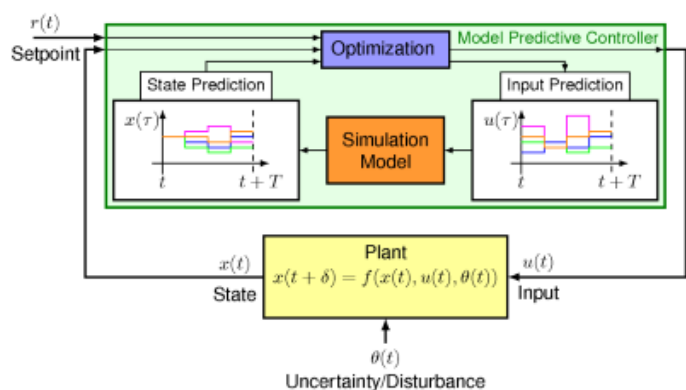 r(t)
Setpoint
Optimization
Model Predictive Controller
State Prediction
Input Prediction
x(τ)
t
t + T
Simulation
Model
u(τ)
t
t + T
Plant
x(t + δ) = f(x(t), u(t), θ(t))
x(t)
State
u(t)
Input
θ(t)
Uncertainty/Disturbance